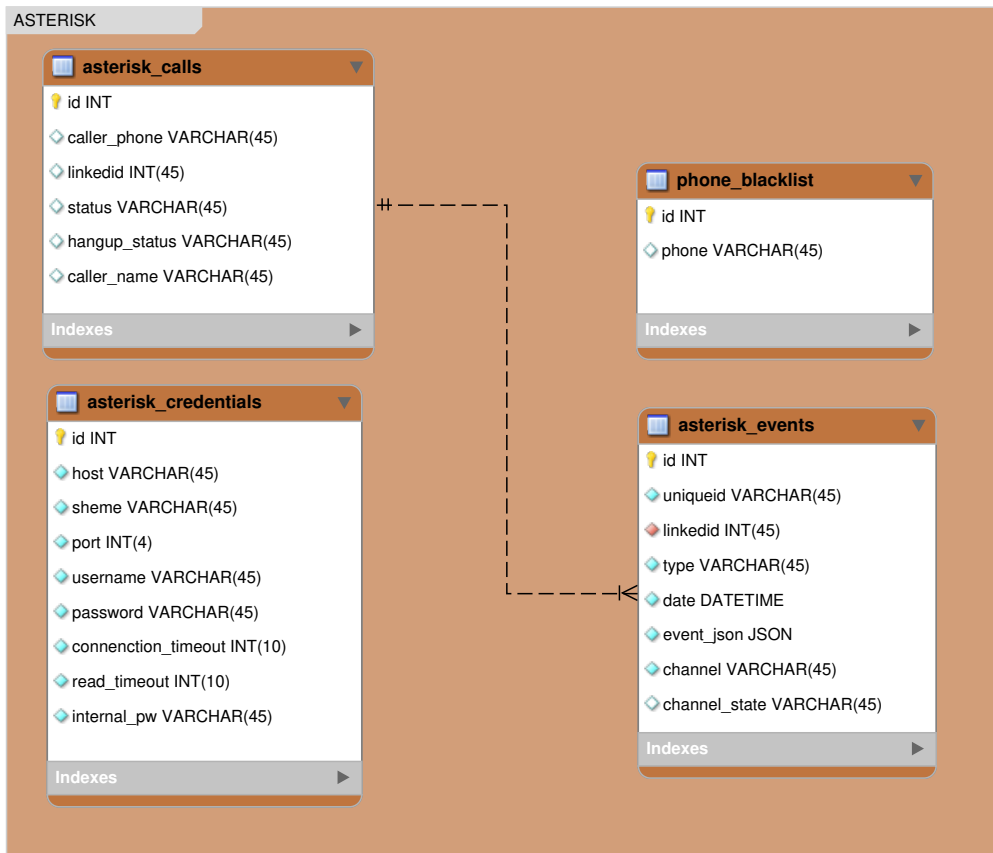 ASTERISK
asterisk_calls
id INT
caller_phone VARCHAR(45)
linkedid INT(45)
status VARCHAR(45)
hangup_status VARCHAR(45)
caller_name VARCHAR(45)
Indexes
phone_blacklist
id INT
phone VARCHAR(45)
Indexes
asterisk_credentials
id INT
host VARCHAR(45)
sheme VARCHAR(45)
port INT(4)
username VARCHAR(45)
password VARCHAR(45)
connenction_timeout INT(10)
read_timeout INT(10)
internal_pw VARCHAR(45)
Indexes
asterisk_events
id INT
uniqueid VARCHAR(45)
linkedid INT(45)
type VARCHAR(45)
date DATETIME
event_json JSON
channel VARCHAR(45)
channel_state VARCHAR(45)
Indexes